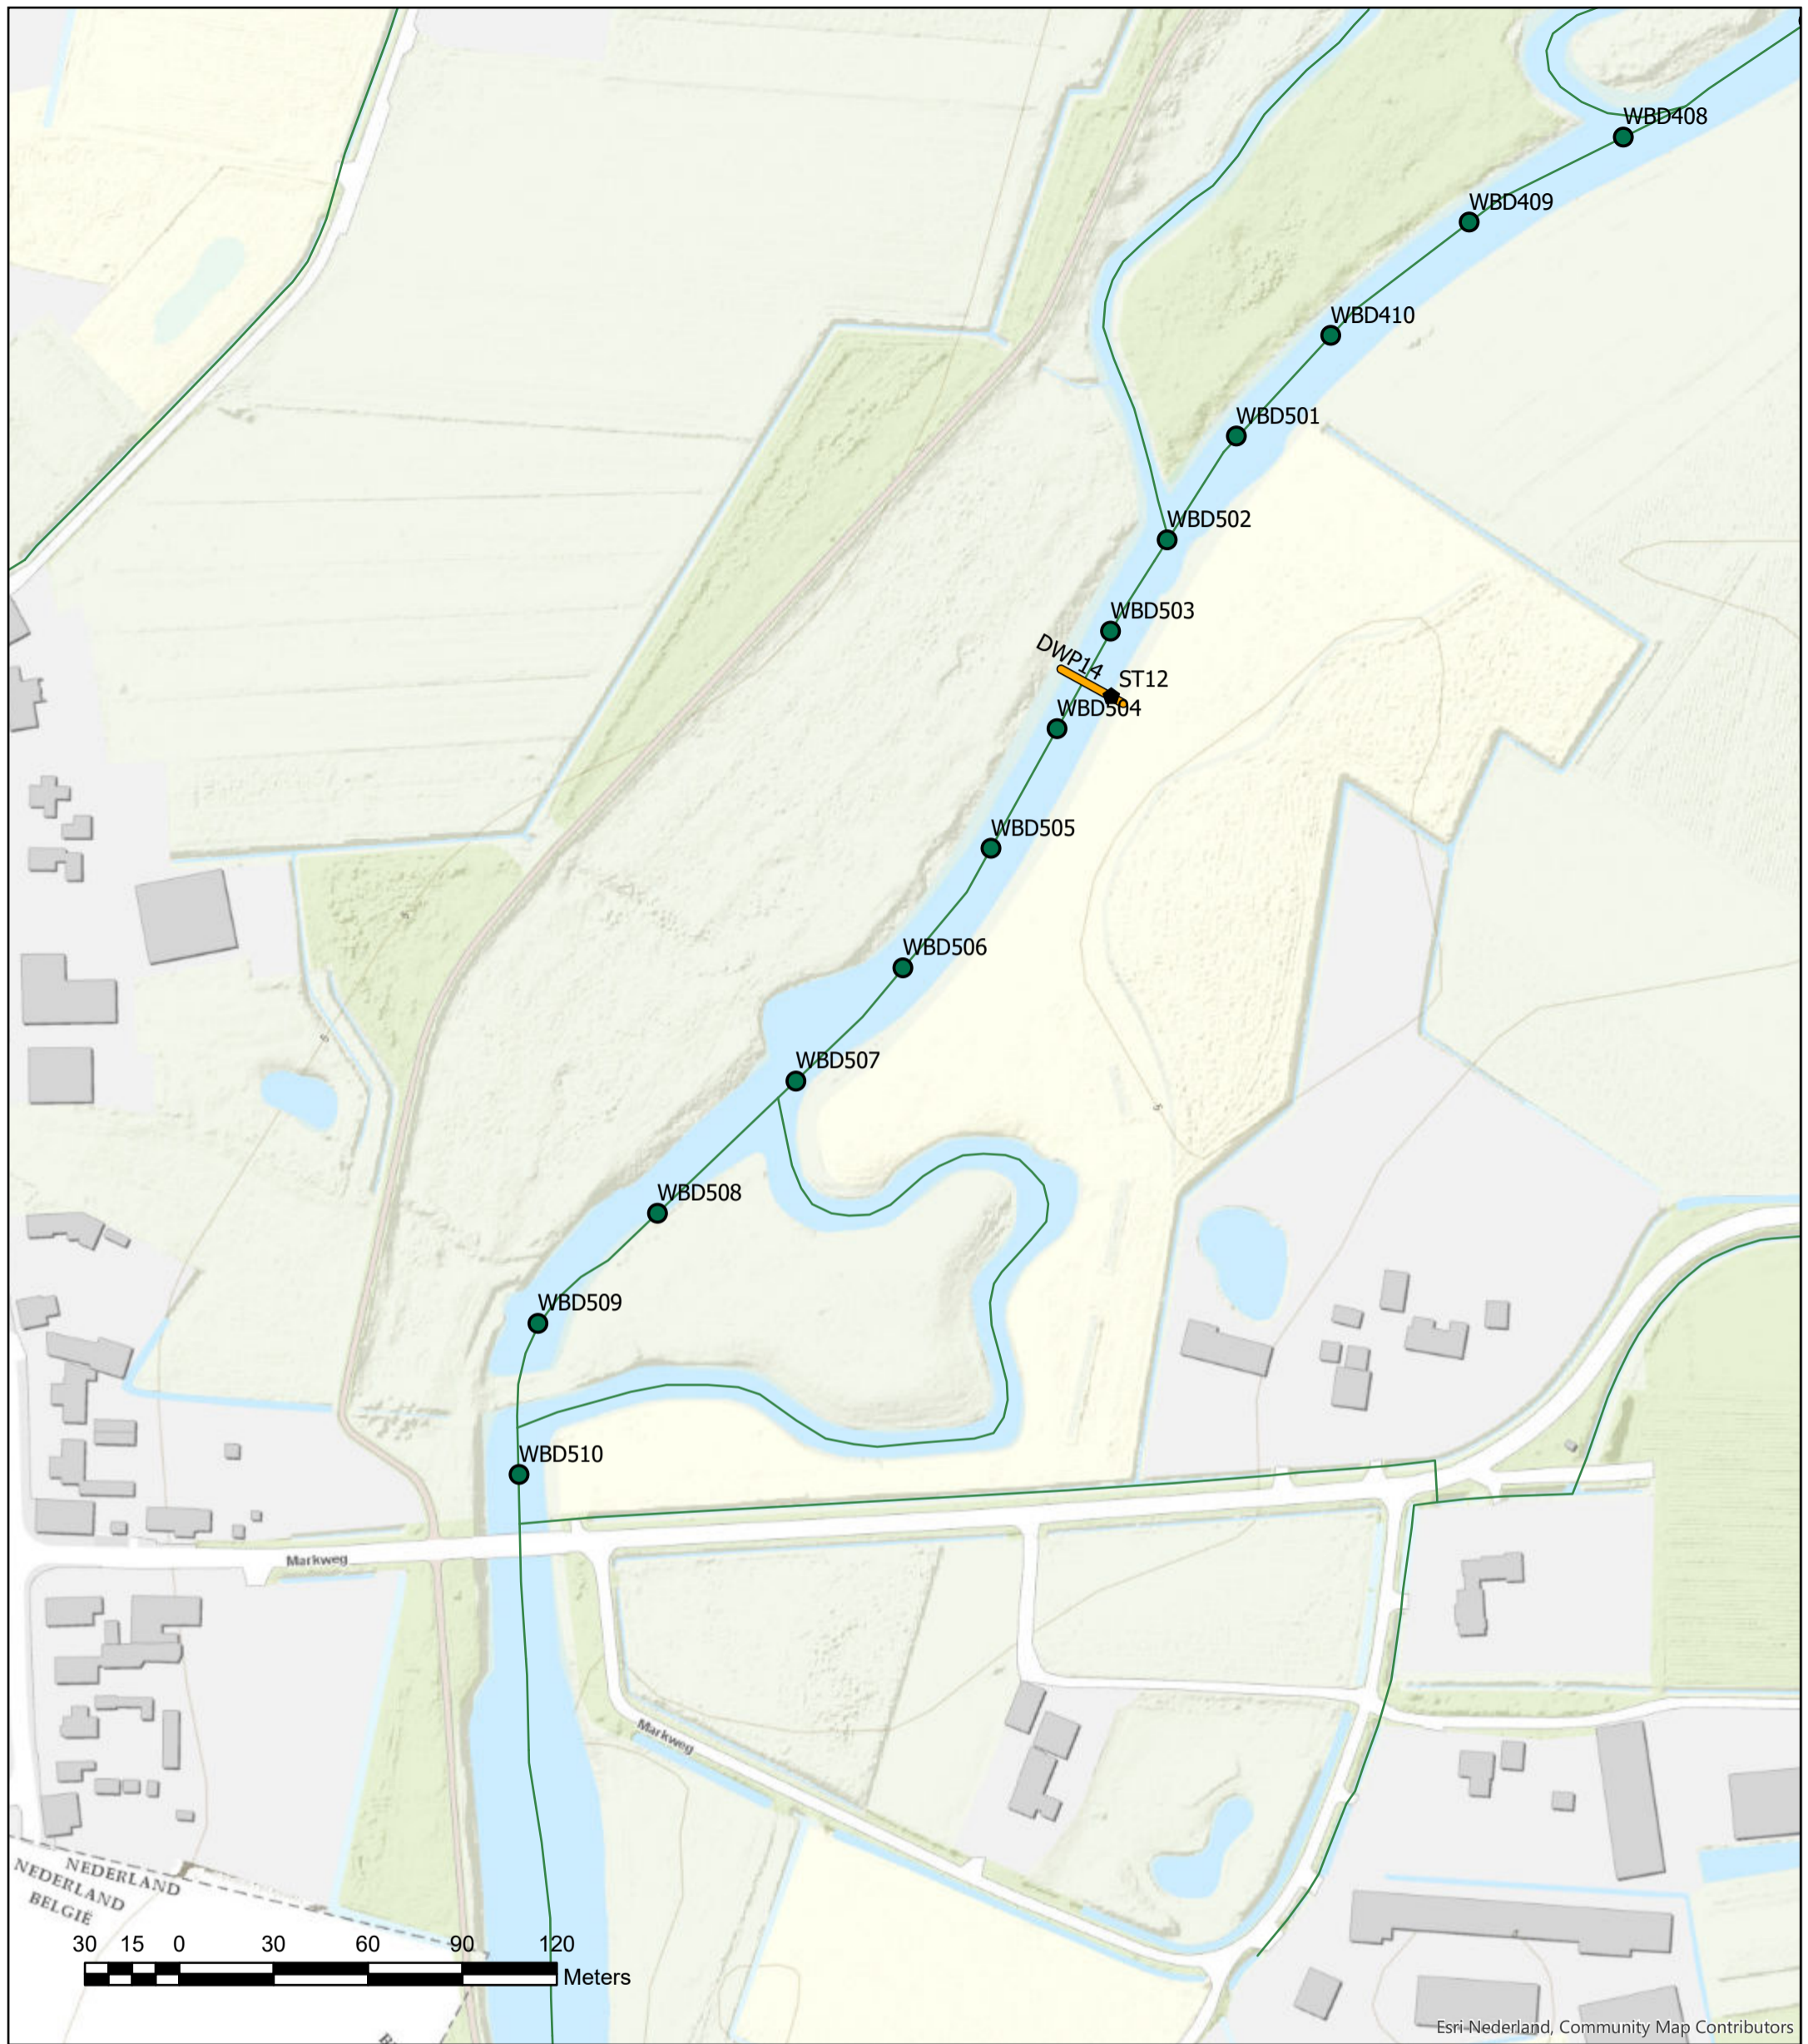 WBD408
WBD409
WBD410
WBD501
WBD502
WBD503
DWP14
ST12
WBD504
WBD505
WBD506
WBD507
WBD508
WBD509
WBD510
5
Markweg
Markweg
NEDERLAND
NEDERLAND
BELGIË
30 15 0 30 60 90 120
Meters
Esri Nederland, Community Map Contributors